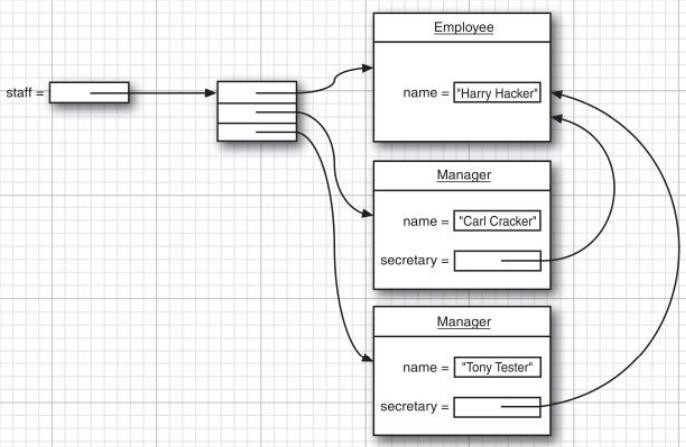 Employee
staff =
name = "Harry Hacker"
Manager
name = "Carl Cracker"
secretary =
Manager
name = "Tony Tester"
secretary =